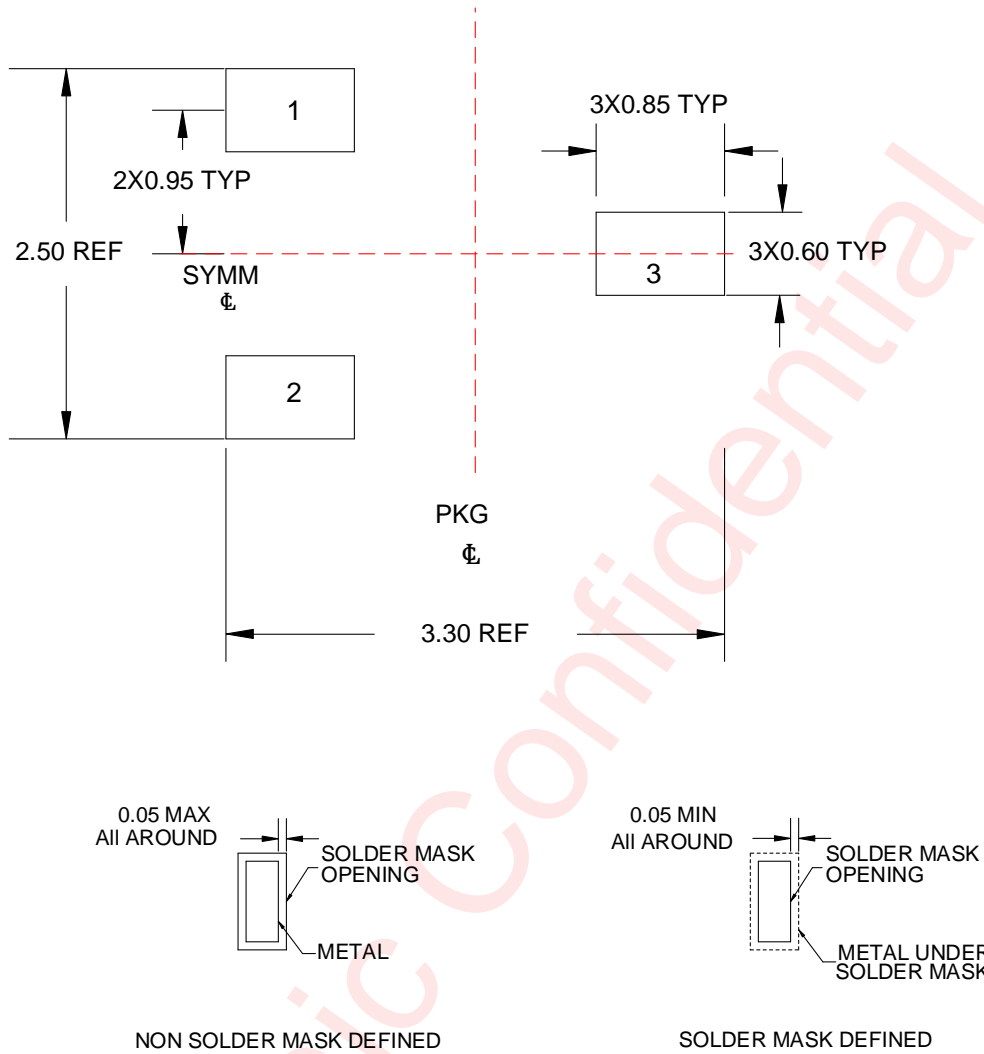 1
3X0.85 TYP
2X0.95 TYP
2.50 REF
3X0.60 TYP
SYMM
℄
3
2
PKG
℄
3.30 REF
0.05 MAX
All AROUND
SOLDER MASK
OPENING
METAL
0.05 MIN
All AROUND
SOLDER MASK
OPENING
METAL UNDER
SOLDER MASK
NON SOLDER MASK DEFINED
SOLDER MASK DEFINED
nic Confidential